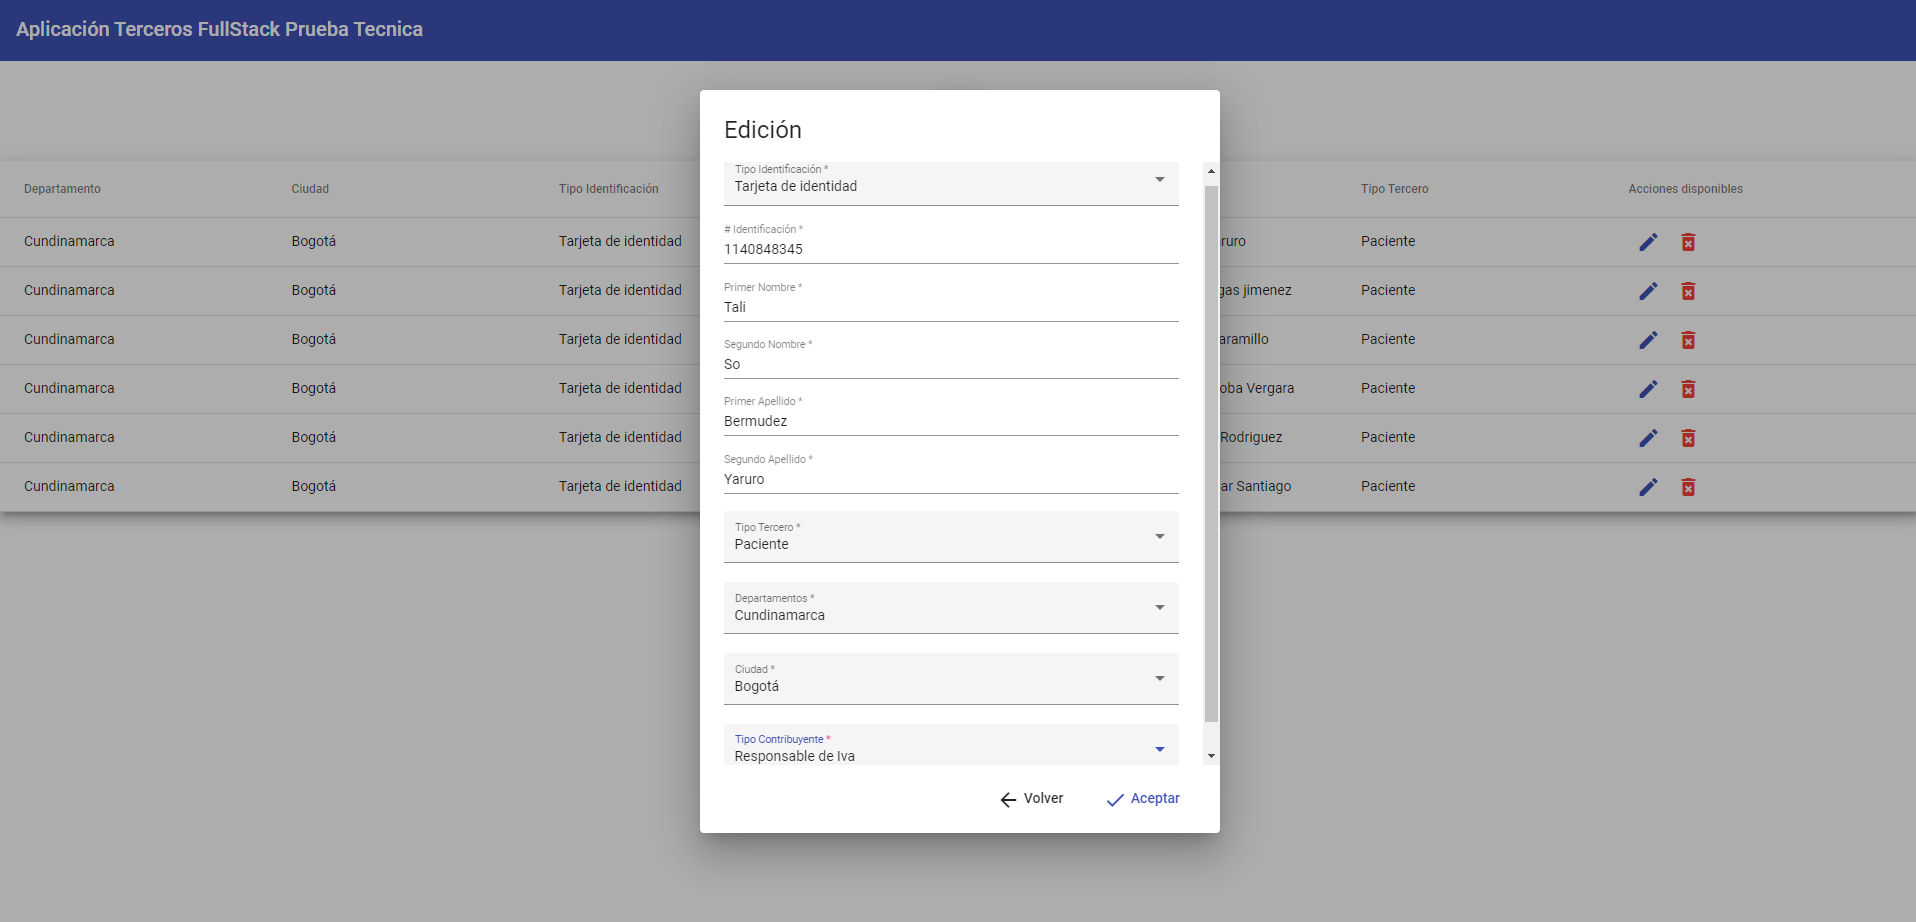 Aplicación Terceros FullStack Prueba Tecnica
Edición
Tipo Identificación *
Tarjeta de identidad
# Identificación *
1140848345
Primer Nombre *
Tali
Segundo Nombre *
So
Primer Apellido *
Bermudez
Segundo Apellido *
Yaruro
Tipo Tercero *
Paciente
Departamentos *
Cundinamarca
Ciudad *
Bogotá
Tipo Contribuyente *
Responsable de Iva
Volver Aceptar
Departamento Ciudad Tipo Identificación Tipo Tercero Acciones disponibles
Cundinamarca Bogotá Tarjeta de identidad ruro Paciente
Cundinamarca Bogotá Tarjeta de identidad gas jimenez Paciente
Cundinamarca Bogotá Tarjeta de identidad aramillo Paciente
Cundinamarca Bogotá Tarjeta de identidad oba Vergara Paciente
Cundinamarca Bogotá Tarjeta de identidad Rodriguez Paciente
Cundinamarca Bogotá Tarjeta de identidad ar Santiago Paciente